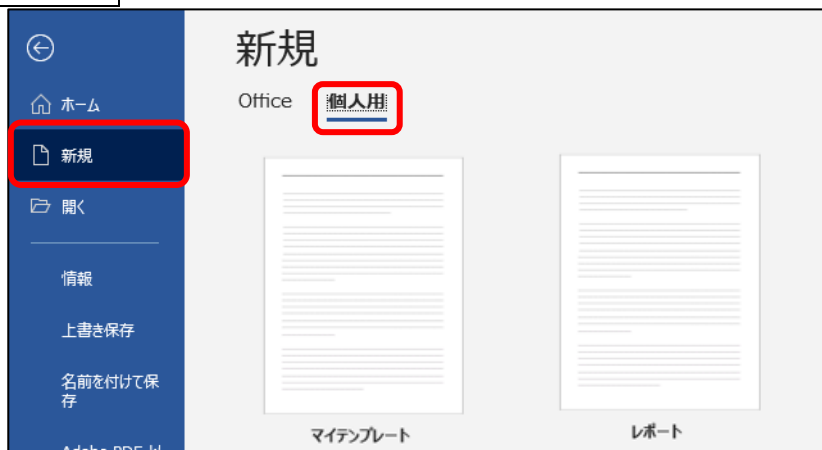 新規
Office 個人用
ホーム
新規
開く
情報
上書き保存
名前を付けて保
存
マイテンプレート
レポート